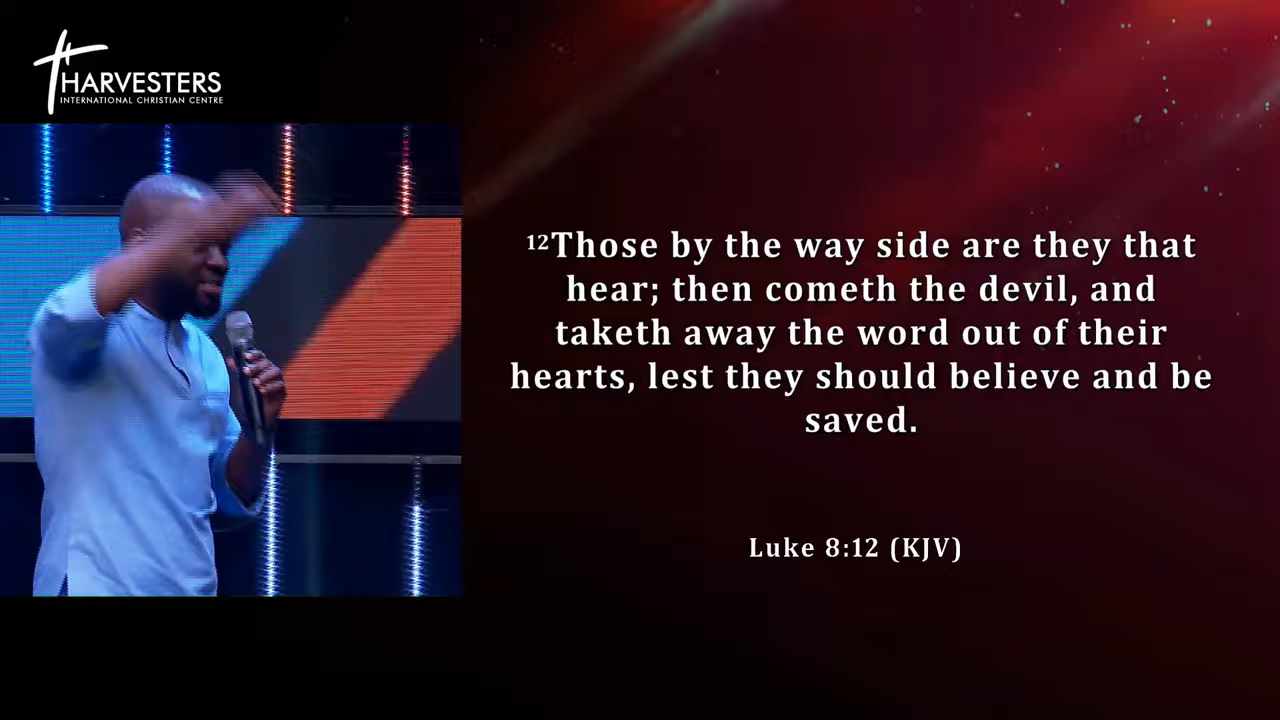 HARVESTERS
INTERNATIONAL CHRISTIAN CENTRE
12Those by the way side are they that
hear; then cometh the devil, and
taketh away the word out of their
hearts, lest they should believe and be
saved.
Luke 8:12 (KJV)